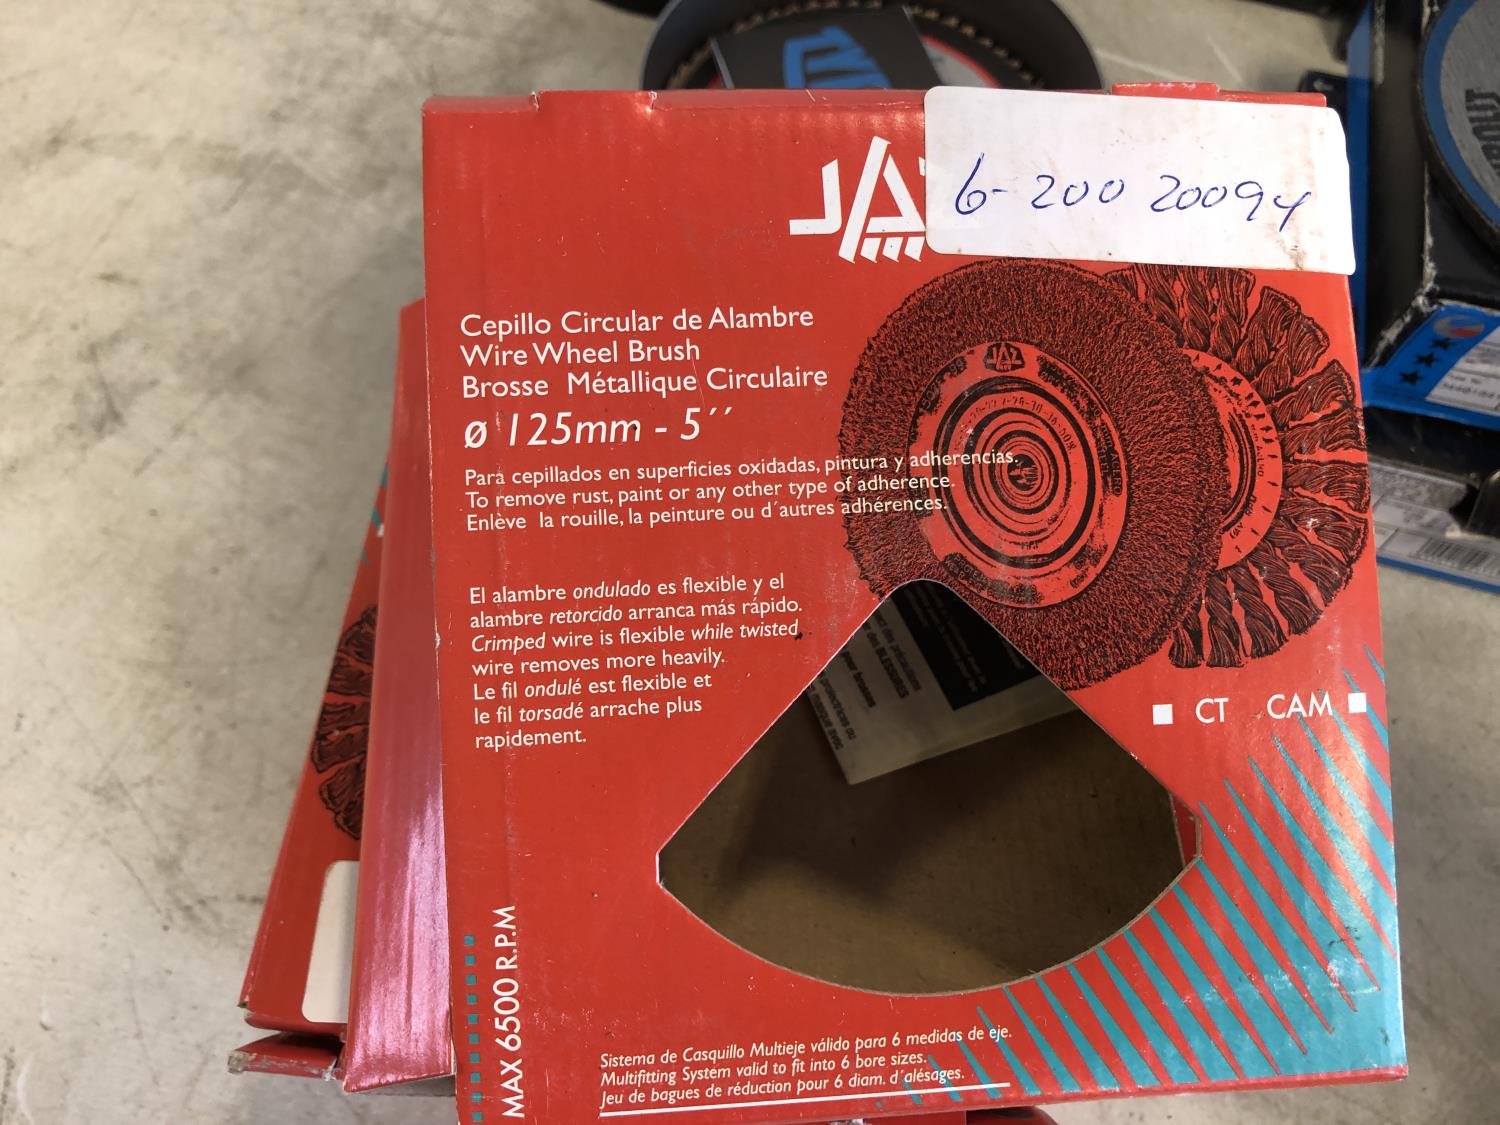 JAZ
6-200 20094
Cepillo Circular de Alambre
Wire Wheel Brush
Brosse Métallique Circulaire
ø 125mm - 5´´
Para cepillados en superficies oxidadas, pintura y adherencias.
To remove rust, paint or any other type of adherence.
Enlève la rouille, la peinture ou d´autres adhérences.
El alambre ondulado es flexible y el
alambre retorcido arranca más rápido.
Crimped wire is flexible while twisted
wire removes more heavily.
Le fil ondulé est flexible et
le fil torsadé arrache plus
rapidement.
CT CAM
MAX 6500 R.P.M
Sistema de Casquillo Multieje válido para 6 medidas de eje.
Multifitting System valid to fit into 6 bore sizes.
Jeu de bagues de réduction pour 6 diam. d´alésages.